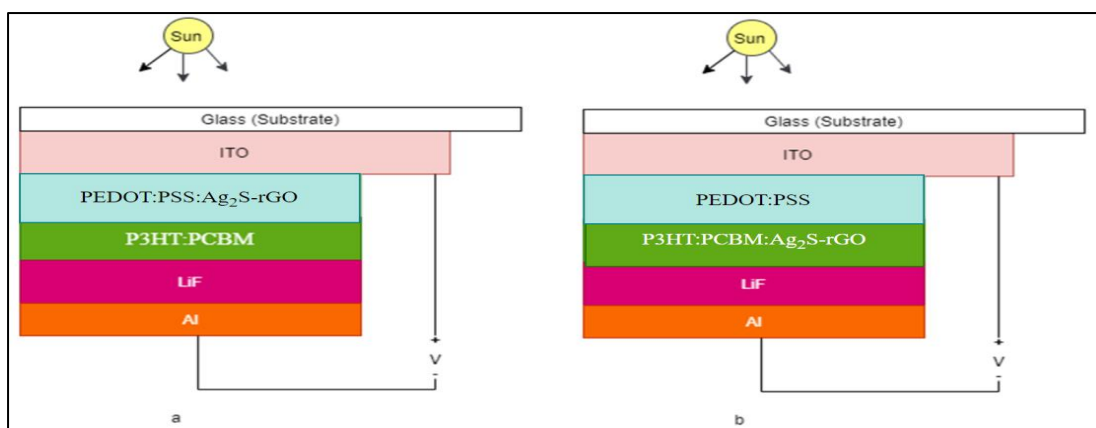 Sun
Glass (Substrate)
ITO
PEDOT:PSS:Ag₂S-rGO
P3HT:PCBM
LiF
Al
+
V
-
a
Sun
Glass (Substrate)
ITO
PEDOT:PSS
P3HT:PCBM:Ag₂S-rGO
LiF
Al
+
V
-
b